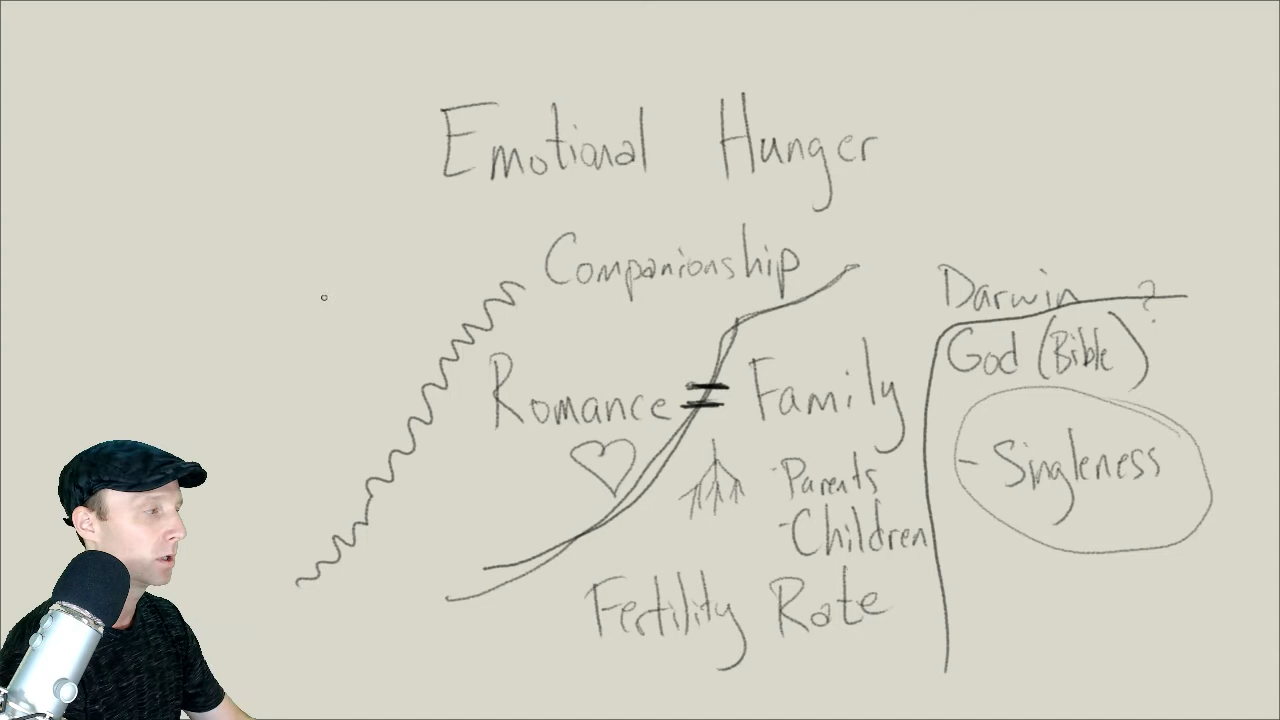 Emotional Hunger
Companionship
Romance = Family
- Parents
- Children
Fertility Rate
Darwin ?
God (Bible)
- Singleness